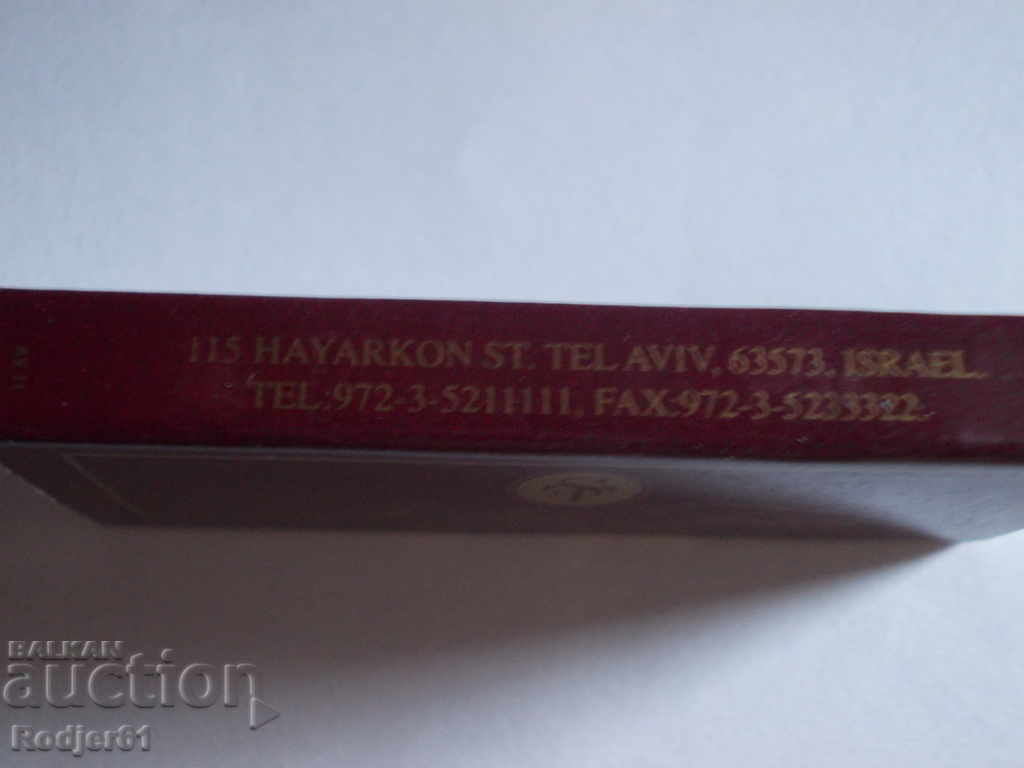 115 HAYARKON ST. TEL AVIV, 63573, ISRAEL.
TEL.:972-3-5211111, FAX:972-3-5233322.
BALKAN
auction
Rodjer61